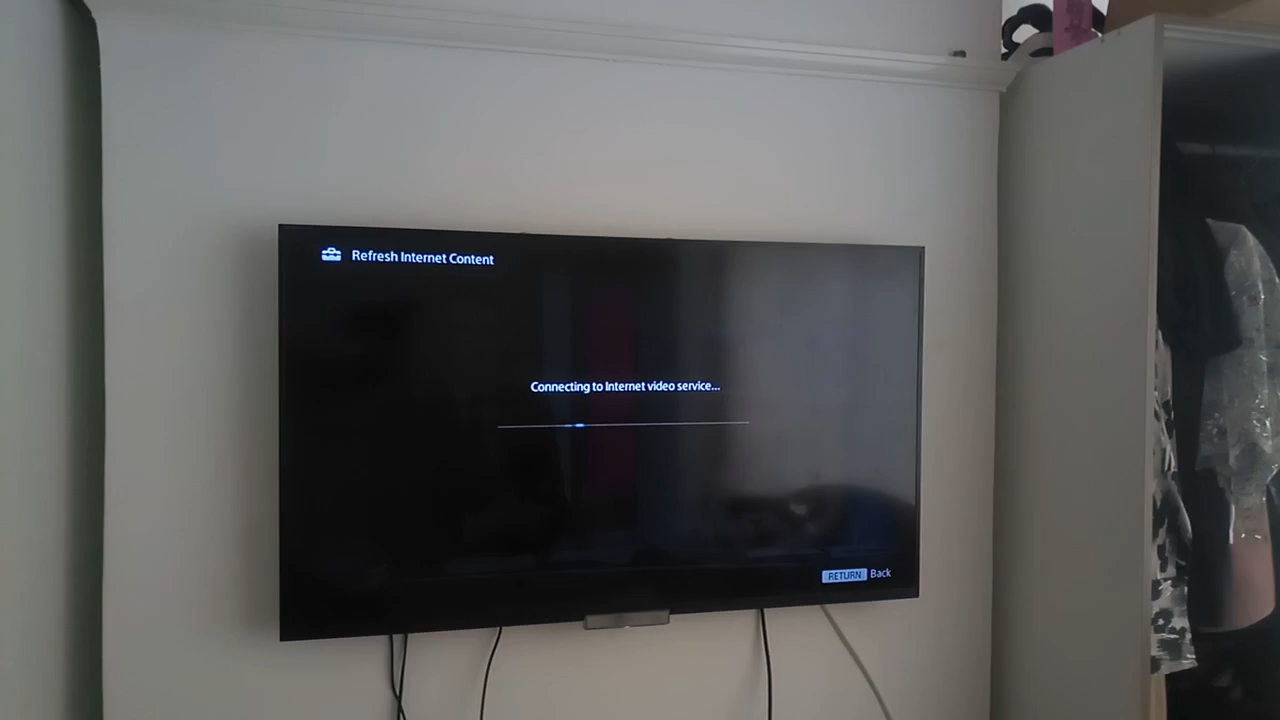 Refresh Internet Content
Connecting to Internet video service...
RETURN Back